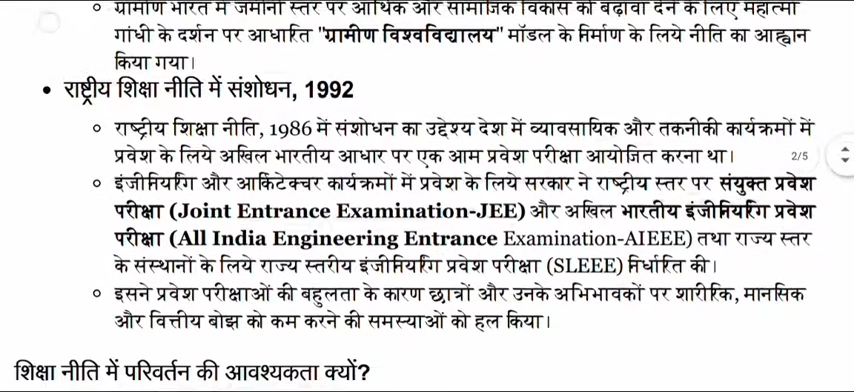 ग्रामीण भारत में जमीनी स्तर पर आर्थिक और सामाजिक विकास को बढ़ावा देने के लिए महात्मा
गांधी के दर्शन पर आधारित "ग्रामीण विश्वविद्यालय" मॉडल के निर्माण के लिये नीति का आह्वान
किया गया।
राष्ट्रीय शिक्षा नीति में संशोधन, 1992
राष्ट्रीय शिक्षा नीति, 1986 में संशोधन का उद्देश्य देश में व्यावसायिक और तकनीकी कार्यक्रमों में
प्रवेश के लिये अखिल भारतीय आधार पर एक आम प्रवेश परीक्षा आयोजित करना था।
2/5
इंजीनियरिंग और आर्किटेक्चर कार्यक्रमों में प्रवेश के लिये सरकार ने राष्ट्रीय स्तर पर संयुक्त प्रवेश
परीक्षा (Joint Entrance Examination-JEE) और अखिल भारतीय इंजीनियरिंग प्रवेश
परीक्षा (All India Engineering Entrance Examination-AIEEE) तथा राज्य स्तर
के संस्थानों के लिये राज्य स्तरीय इंजीनियरिंग प्रवेश परीक्षा (SLEEE) निर्धारित की।
इसने प्रवेश परीक्षाओं की बहुलता के कारण छात्रों और उनके अभिभावकों पर शारीरिक, मानसिक
और वित्तीय बोझ को कम करने की समस्याओं को हल किया।
शिक्षा नीति में परिवर्तन की आवश्यकता क्यों?